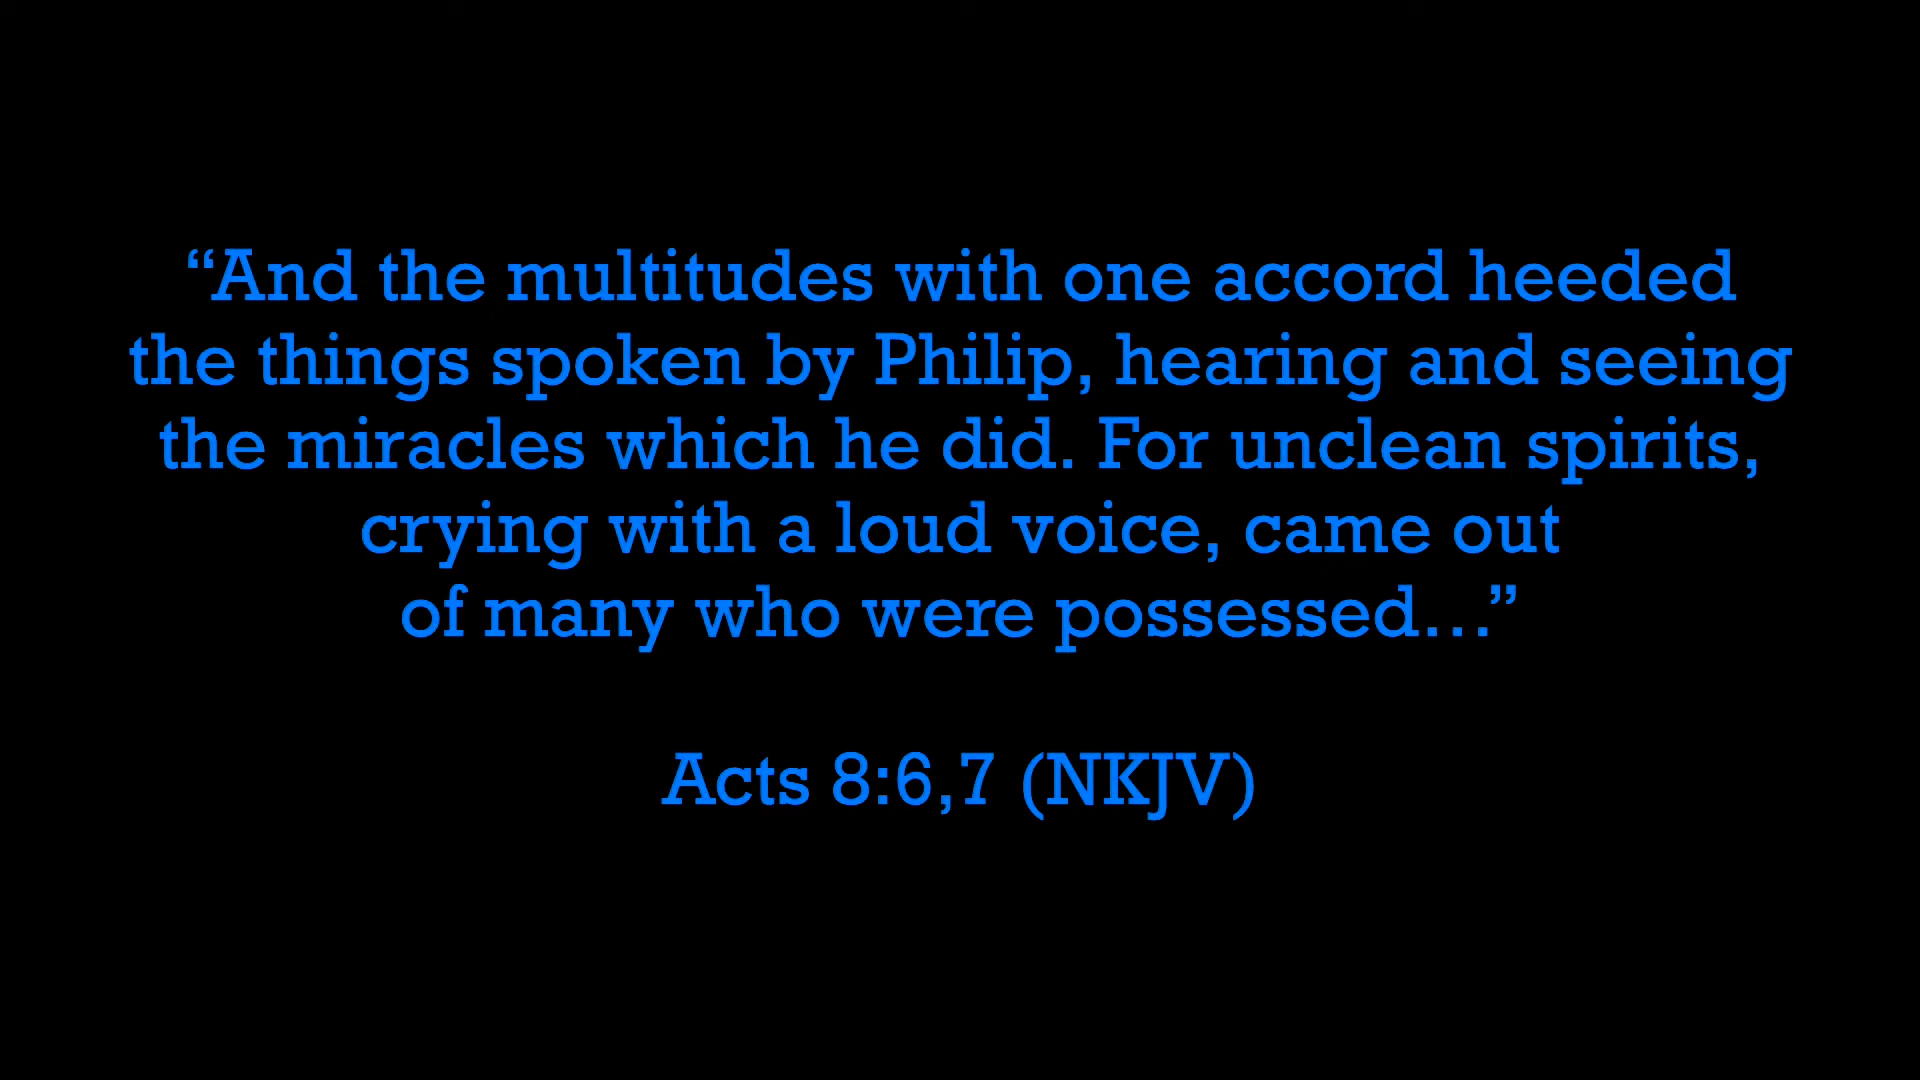 “And the multitudes with one accord heeded
the things spoken by Philip, hearing and seeing
the miracles which he did. For unclean spirits,
crying with a loud voice, came out
of many who were possessed...”
Acts 8:6,7 (NKJV)